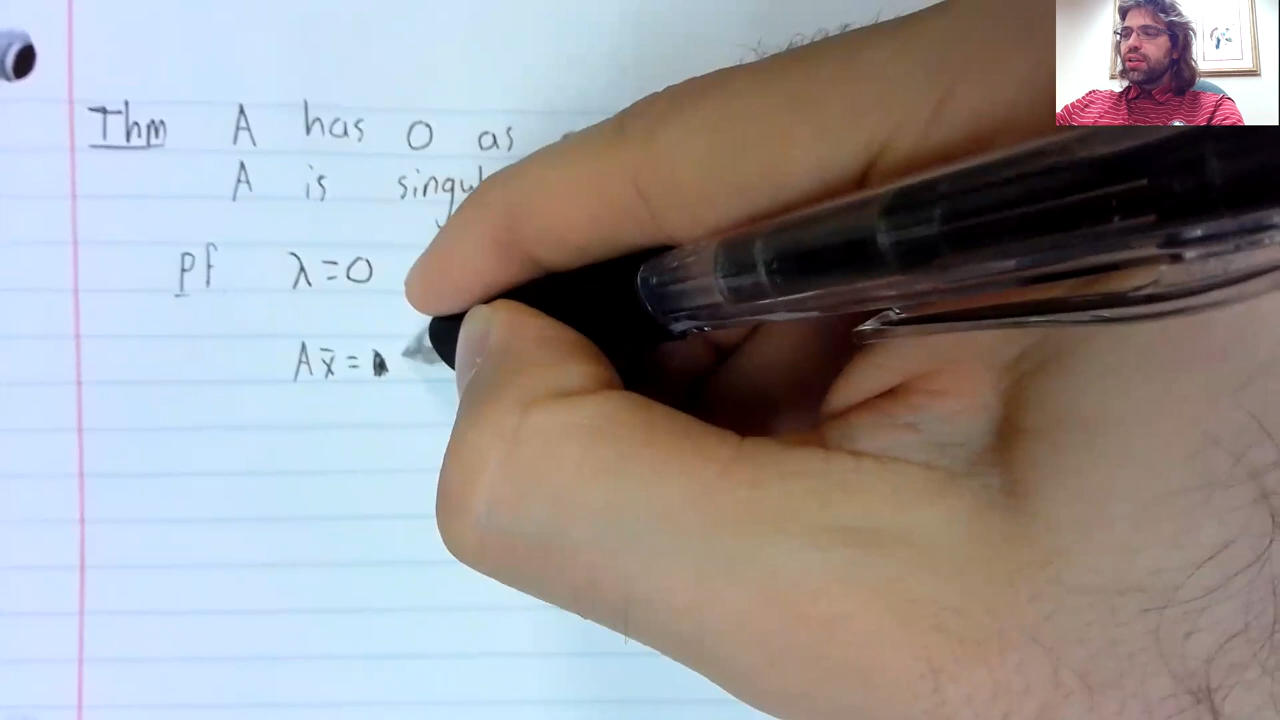 Thm A has 0 as
A is
pf λ=0
Ax̄=